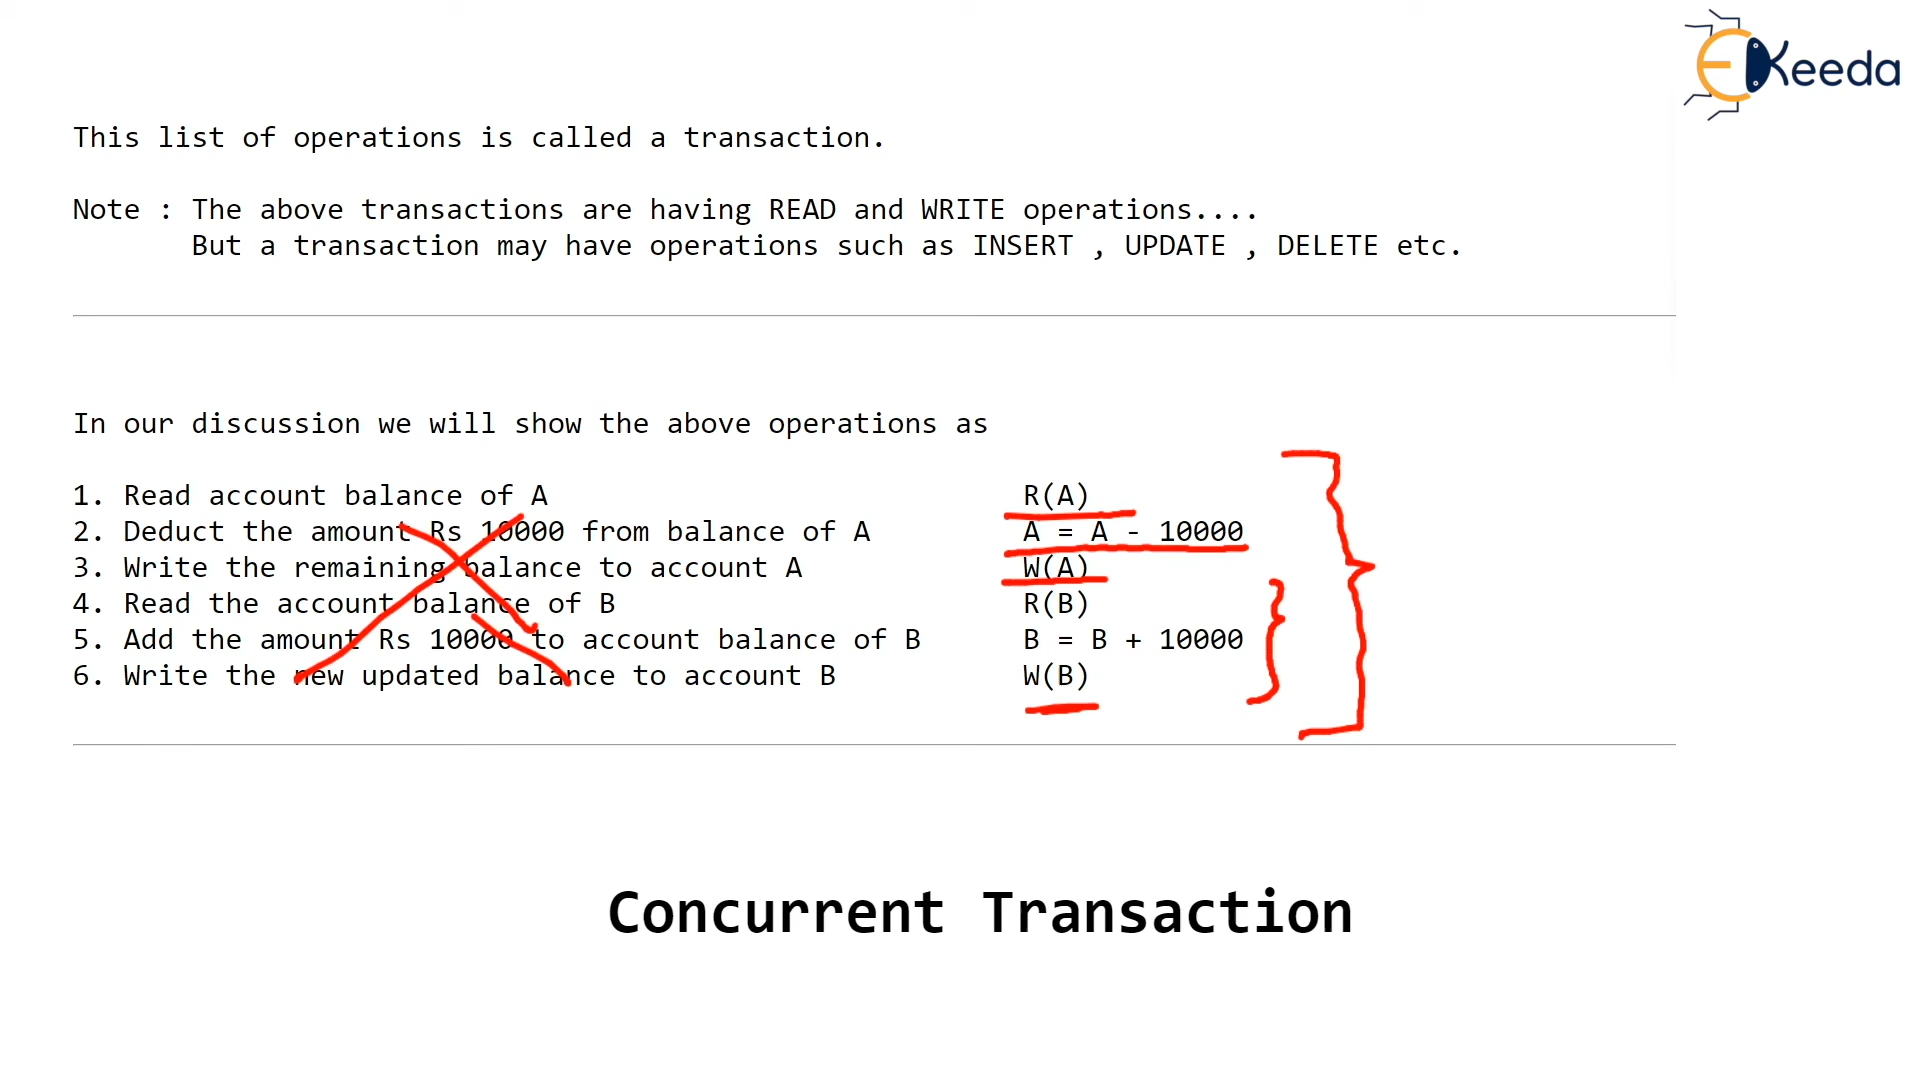 EKeeda
This list of operations is called a transaction.
Note : The above transactions are having READ and WRITE operations....
But a transaction may have operations such as INSERT , UPDATE , DELETE etc.
In our discussion we will show the above operations as
1. Read account balance of A R(A)
2. Deduct the amount Rs 10000 from balance of A A = A - 10000
3. Write the remaining balance to account A W(A)
4. Read the account balance of B R(B)
5. Add the amount Rs 10000 to account balance of B B = B + 10000
6. Write the new updated balance to account B W(B)
Concurrent Transaction